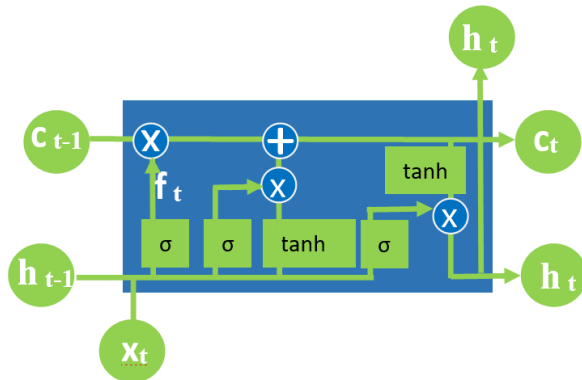 h t
c t-1 X + c t
tanh
f t X X
σ σ tanh σ
h t-1 h t
x t